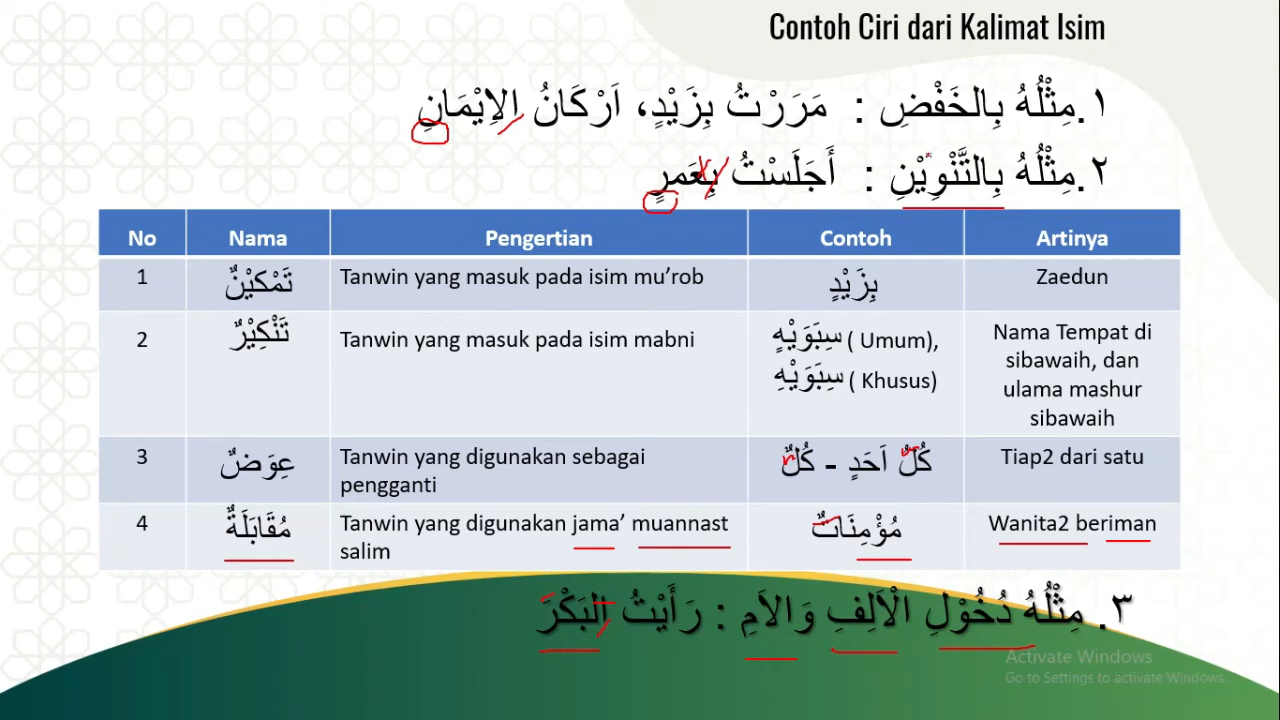 Contoh Ciri dari Kalimat Isim
١.مِثْلُهُ بِالخَفْضِ : مَرَرْتُ بِزَيْدٍ، اَرْكَانُ الاِيْمَانِ
٢.مِثْلُهُ بِالتَّنْوِيْنِ : أَجَلَسْتُ بِعَمرٍ
No Nama Pengertian Contoh Artinya
1 تَمْكِيْنٌ Tanwin yang masuk pada isim mu’rob بِزَيْدٍ Zaedun
2 تَنْكِيْرٌ Tanwin yang masuk pada isim mabni سِبَوَيْهٍ ( Umum), Nama Tempat di
سِبَوَيْهِ ( Khusus) sibawaih, dan
ulama mashur
sibawaih
3 عِوَضٌ Tanwin yang digunakan sebagai كُلُّ اَحَدٍ - كُلٌّ Tiap2 dari satu
pengganti
4 مُقَابَلَةٌ Tanwin yang digunakan jama’ muannast مُؤْمِنَاتٌ Wanita2 beriman
salim
٣. مِثْلُهُ دُخُوْلِ الْاَلِفِ وَالاَمِ : رَأَيْتُ البَكْرَ
Activate Windows
Go to Settings to activate Windows.